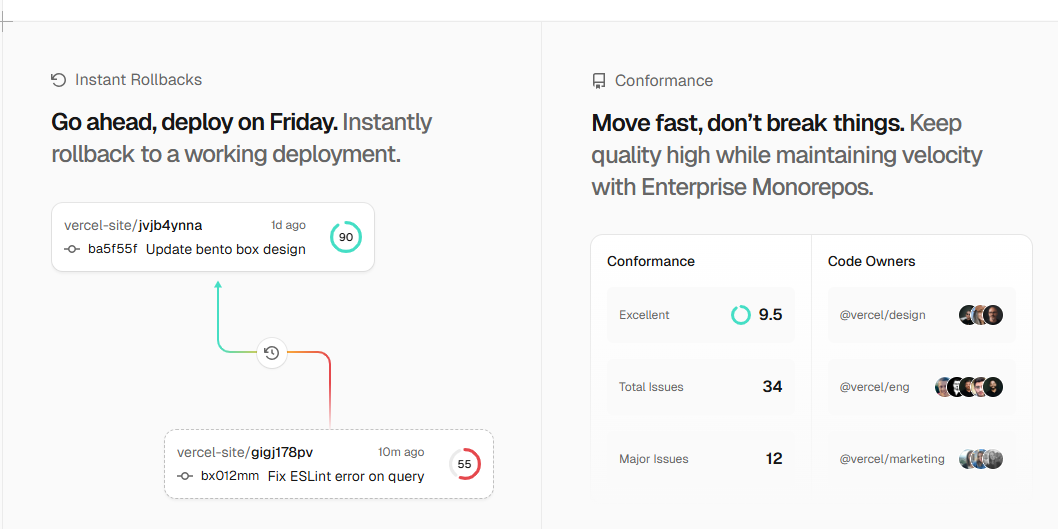 Instant Rollbacks
Go ahead, deploy on Friday. Instantly
rollback to a working deployment.
vercel-site/jvjb4ynna 1d ago
90
ba5f55f Update bento box design
vercel-site/gigj178pv 10m ago
55
bx012mm Fix ESLint error on query
Conformance
Move fast, don’t break things. Keep
quality high while maintaining velocity
with Enterprise Monorepos.
Conformance
Excellent 9.5
Total Issues 34
Major Issues 12
Code Owners
@vercel/design
@vercel/eng
@vercel/marketing